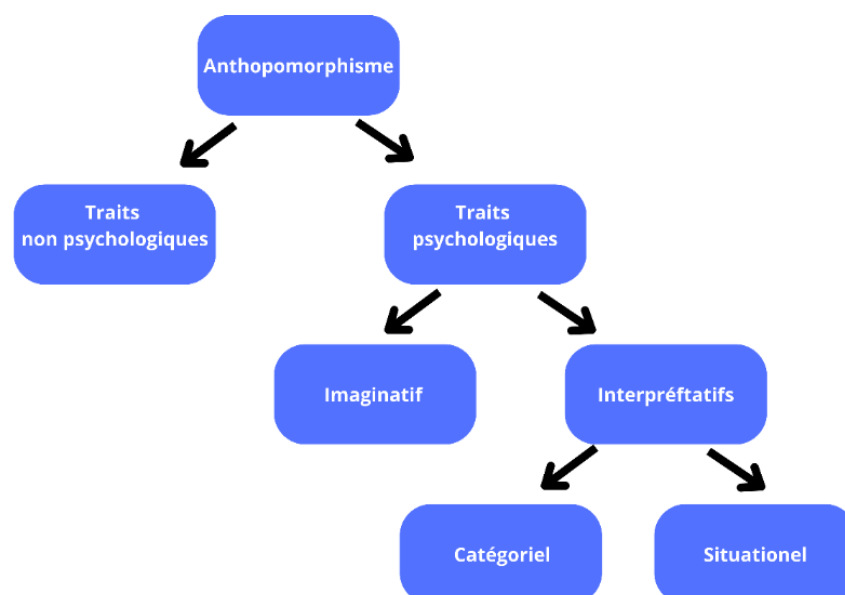 Anthopomorphisme
Traits
non psychologiques
Traits
psychologiques
Imaginatif
Interpréftatifs
Catégoriel
Situationel